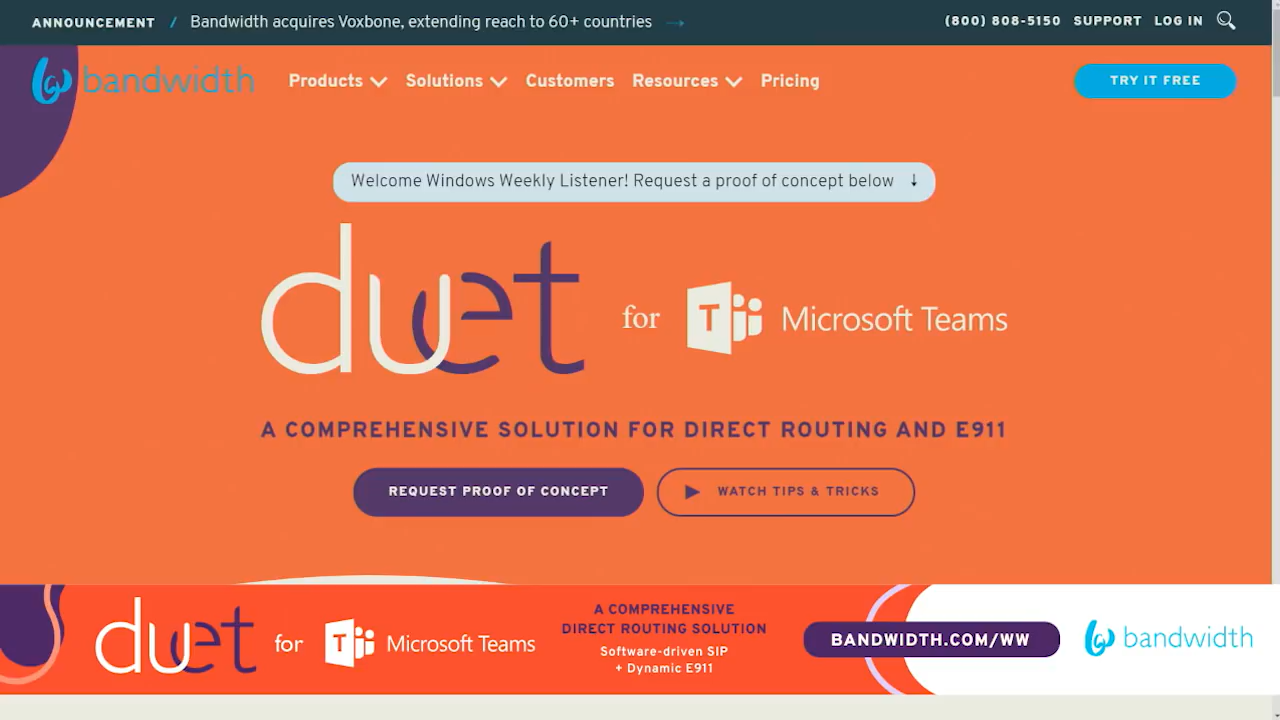 ANNOUNCEMENT / Bandwidth acquires Voxbone, extending reach to 60+ countries → (800) 808-5150 SUPPORT LOG IN
bandwidth Products Solutions Customers Resources Pricing TRY IT FREE
Welcome Windows Weekly Listener! Request a proof of concept below ↓
duet for T Microsoft Teams
A COMPREHENSIVE SOLUTION FOR DIRECT ROUTING AND E911
REQUEST PROOF OF CONCEPT WATCH TIPS & TRICKS
duet for T Microsoft Teams
A COMPREHENSIVE
DIRECT ROUTING SOLUTION
Software-driven SIP
+ Dynamic E911
BANDWIDTH.COM/WW
bandwidth